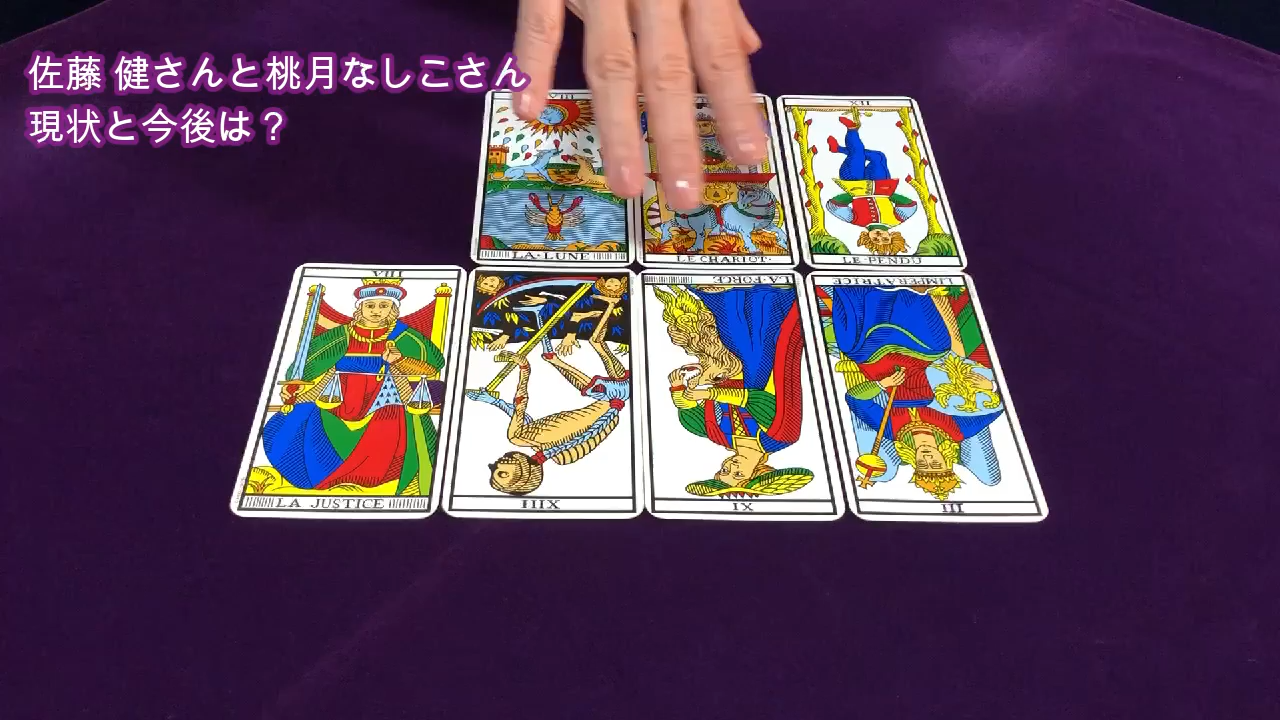 佐藤 健さんと桃月なしこさん
現状と今後は？
XII
LA·LUNE
LE CHARIOT·
LE·PENDU
VIII
LA·FORCE
L'IMPERATRICE
LA JUSTICE
XIII
XI
III